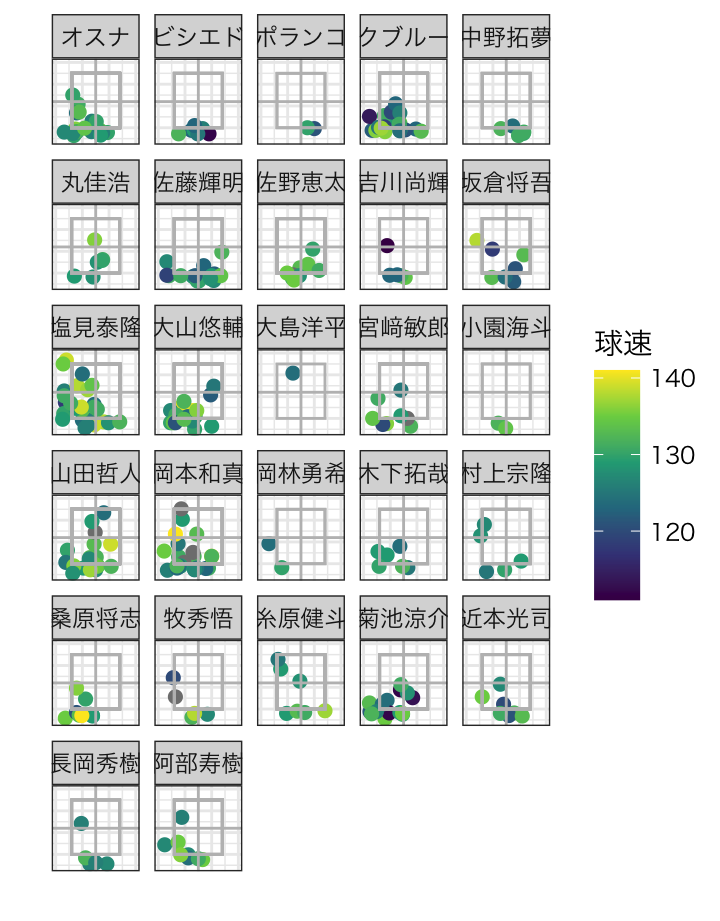 オスナ
ビシエド
ポランコ
クブルー
中野拓夢
丸佳浩
佐藤輝明
佐野恵太
吉川尚輝
坂倉将吾
塩見泰隆
大山悠輔
大島洋平
宮﨑敏郎
小園海斗
山田哲人
岡本和真
岡林勇希
木下拓哉
村上宗隆
桑原将志
牧秀悟
糸原健斗
菊池涼介
近本光司
長岡秀樹
阿部寿樹
球速
140
130
120